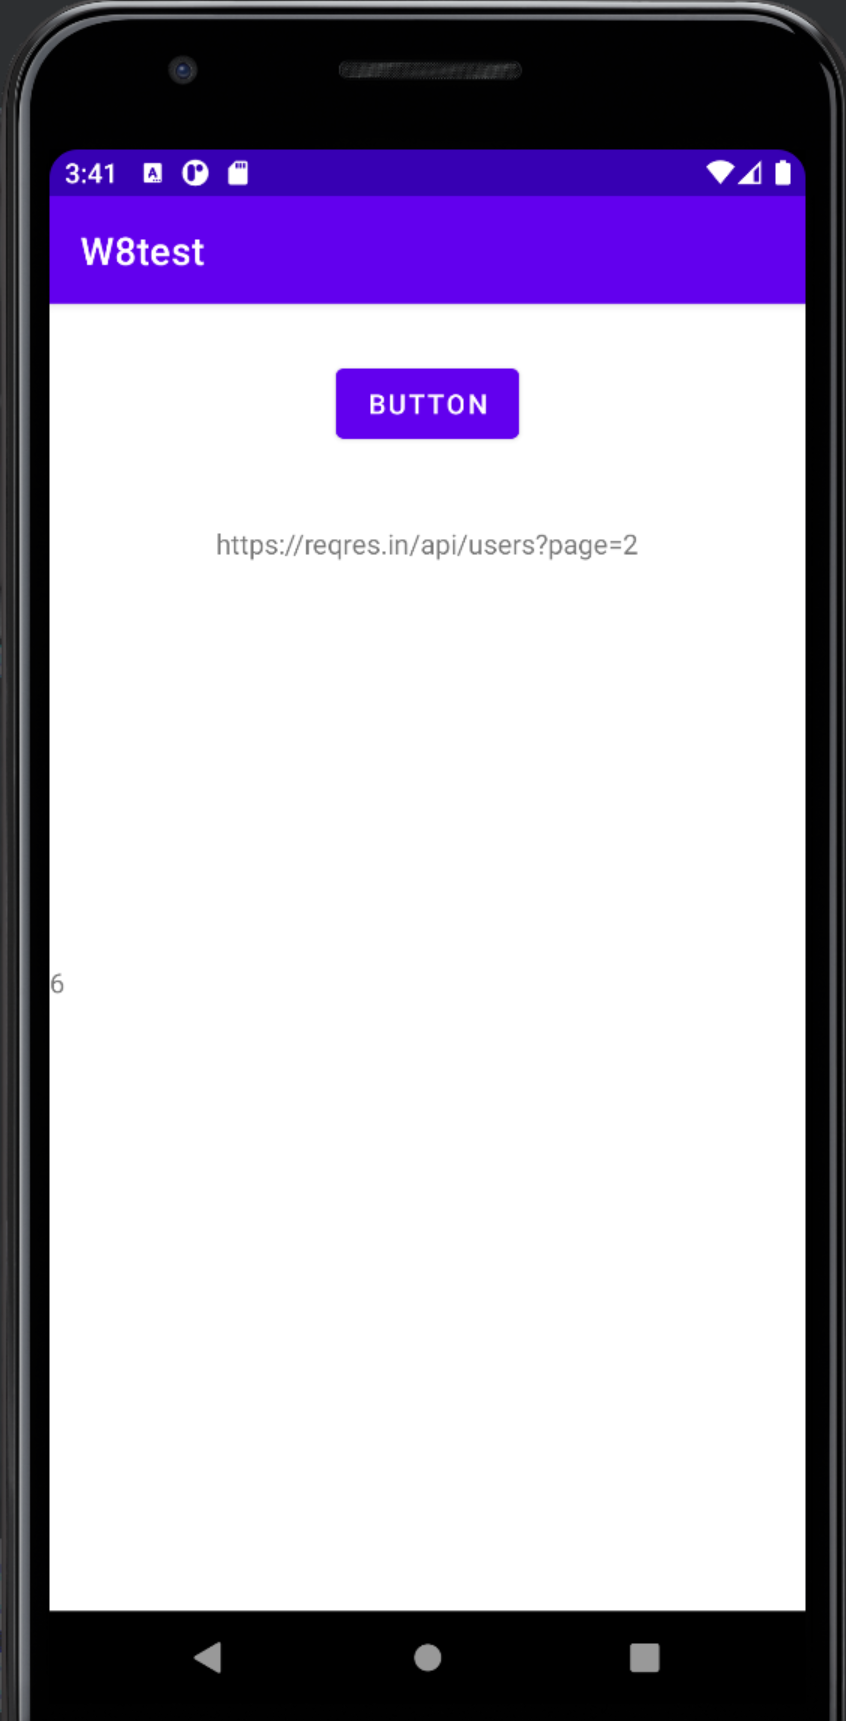 3:41
W8test
BUTTON
https://reqres.in/api/users?page=2
6